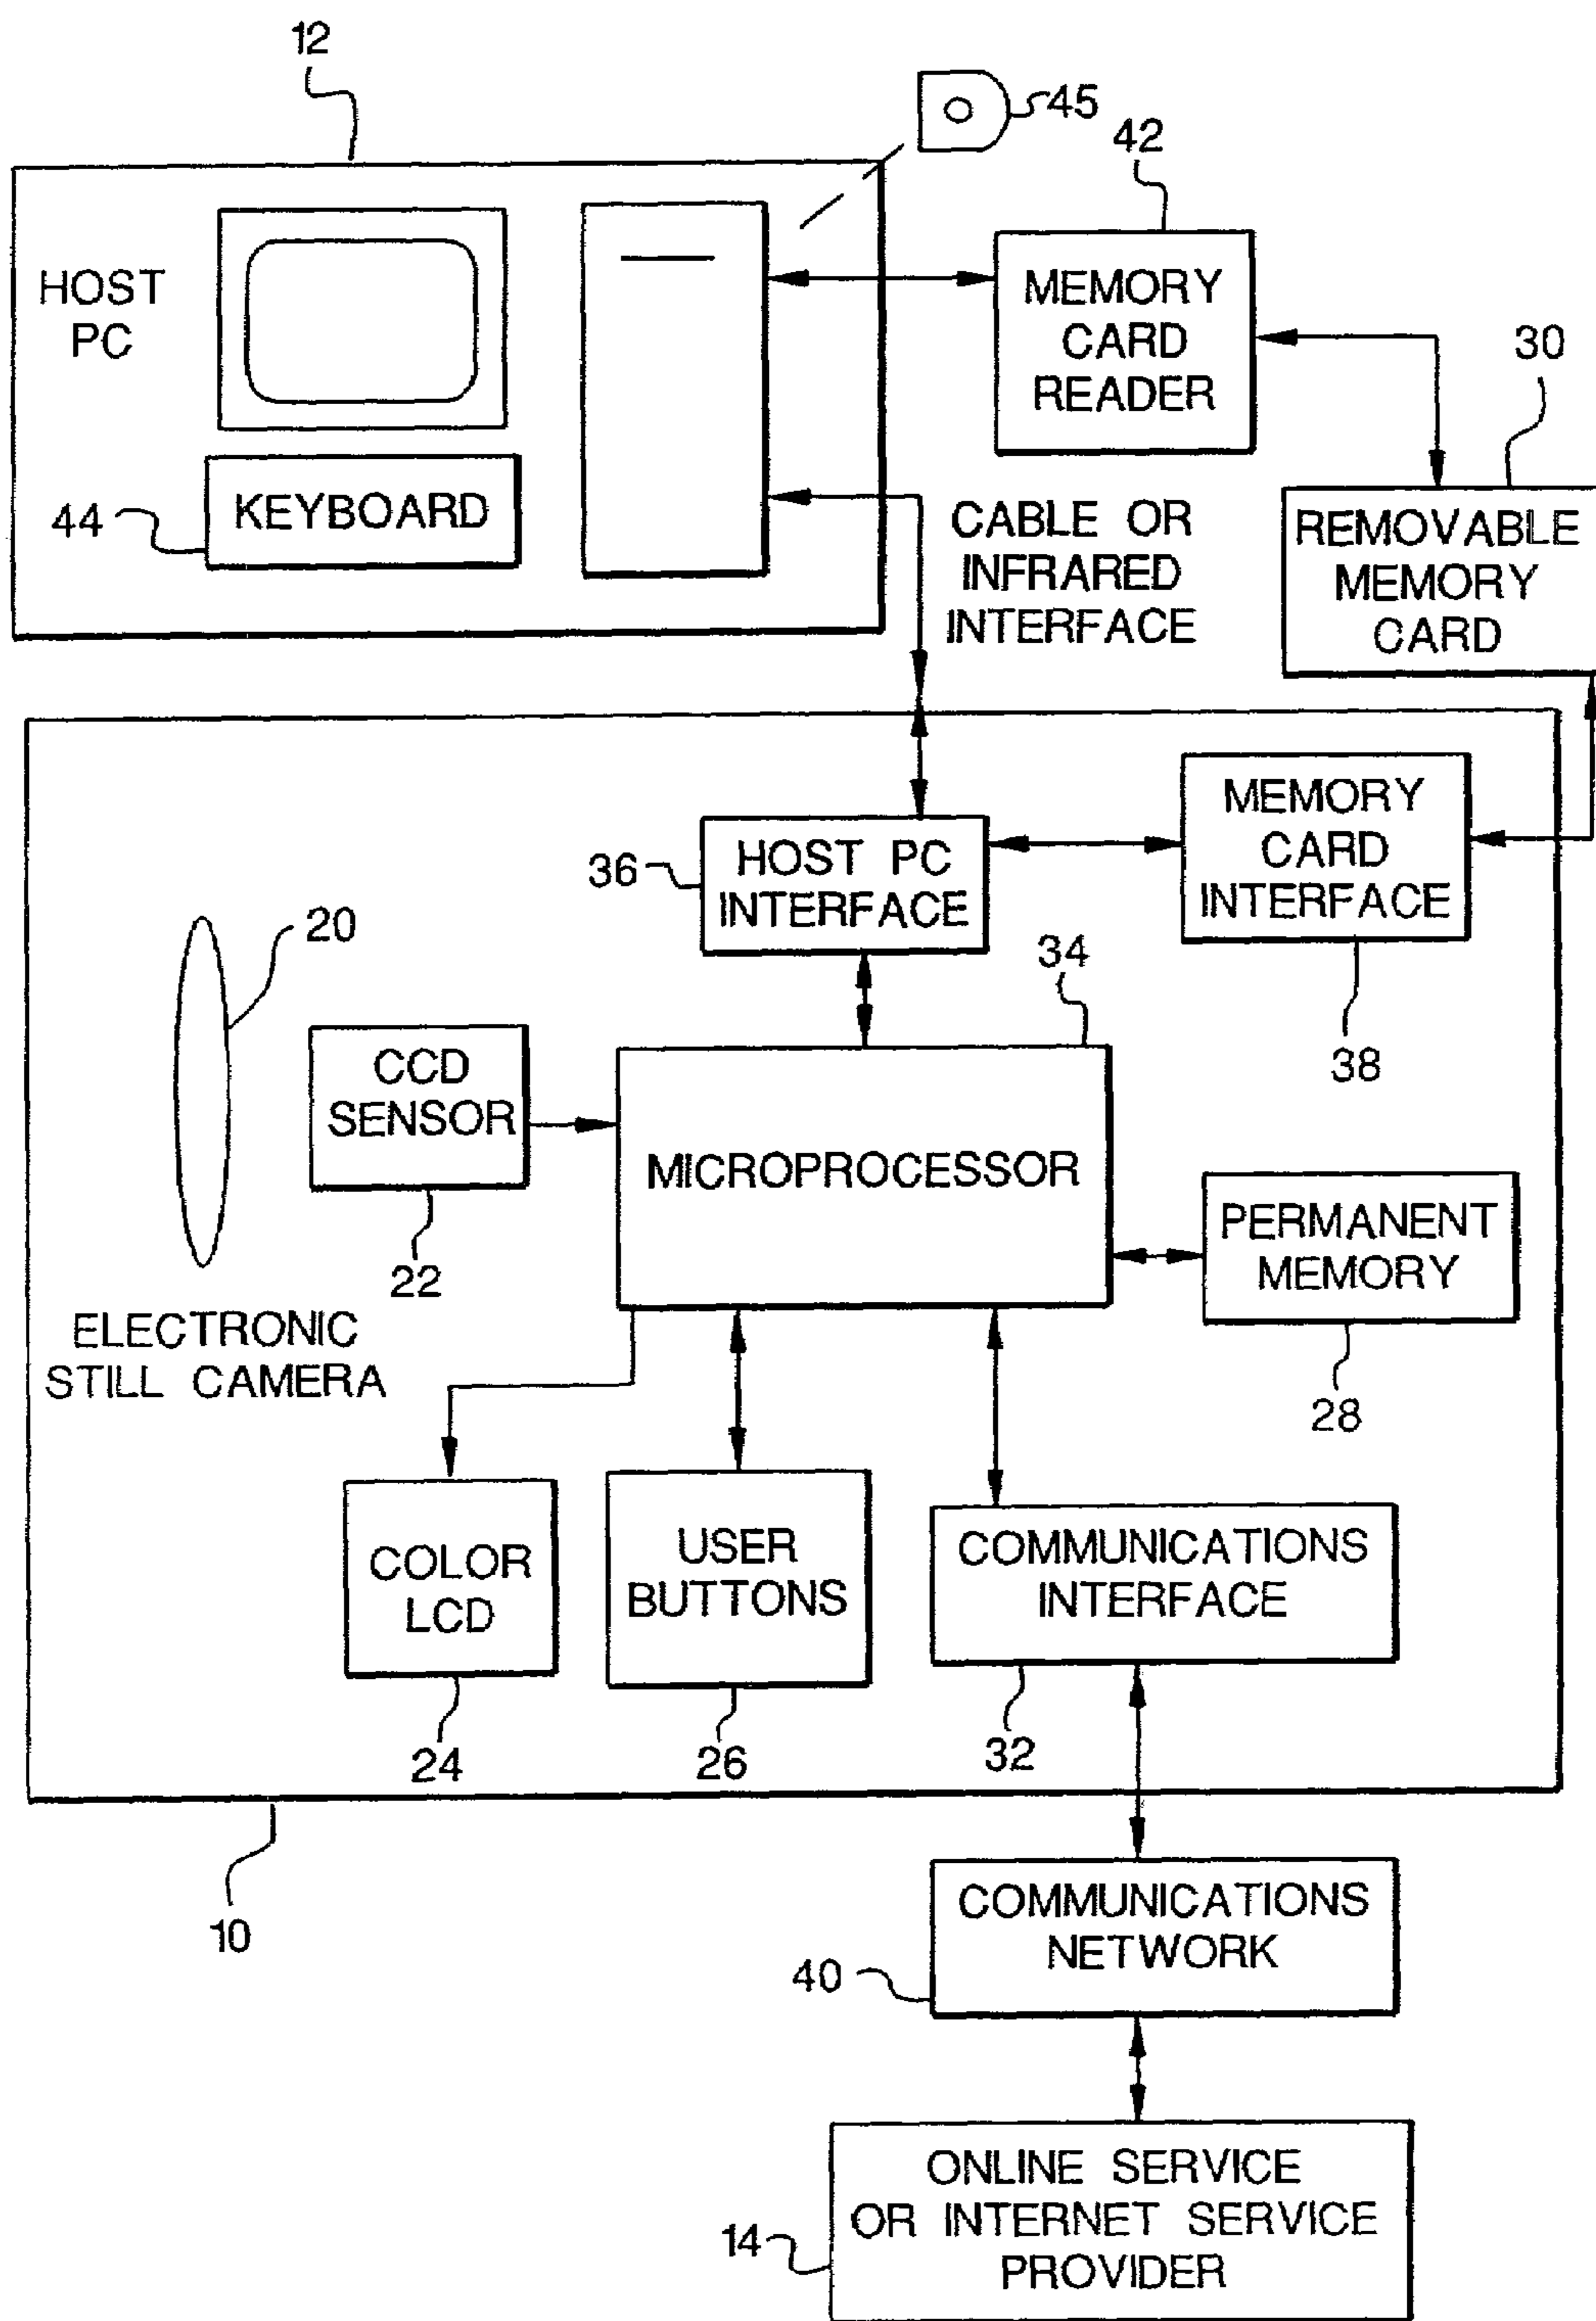 12
45
42
HOST
PC
MEMORY
CARD
READER
30
KEYBOARD
44
CABLE OR
INFRARED
INTERFACE
REMOVABLE
MEMORY
CARD
MEMORY
CARD
INTERFACE
36
HOST PC
INTERFACE
20
34
38
CCD
SENSOR
MICROPROCESSOR
22
PERMANENT
MEMORY
ELECTRONIC
STILL CAMERA
28
COLOR
LCD
USER
BUTTONS
COMMUNICATIONS
INTERFACE
24
26
32
10
COMMUNICATIONS
NETWORK
40
ONLINE SERVICE
OR INTERNET SERVICE
PROVIDER
14